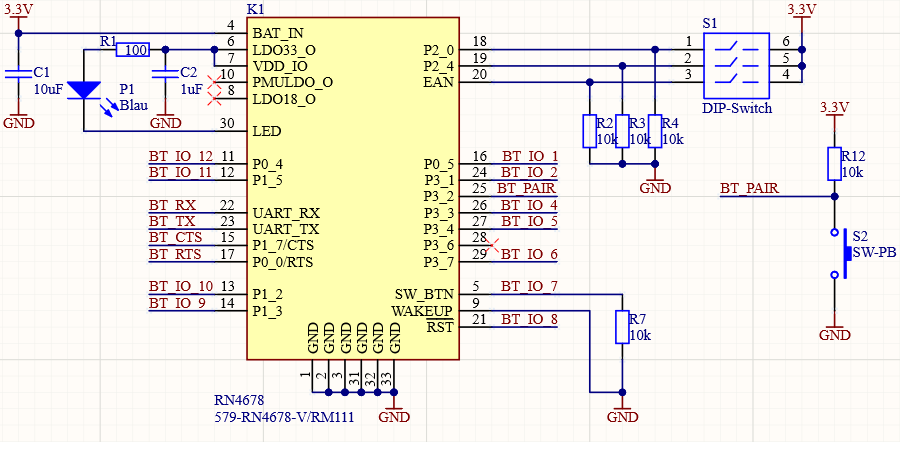 3.3V
K1
S1
3.3V
4 BAT_IN
6 LDO33_O
7 VDD_IO
10 PMULDO_O
8 LDO18_O
30 LED
R1 100
C1
10uF
P1
Blau
C2
1uF
GND
GND
P2_0 18
P2_4 19
EAN 20
1 6
2 5
3 4
DIP-Switch
R2
10k
R3
10k
R4
10k
GND
3.3V
R12
10k
BT_PAIR
S2
SW-PB
GND
BT_IO_12 11 P0_4
BT_IO_11 12 P1_5
BT_RX 22 UART_RX
BT_TX 23 UART_TX
BT_CTS 15 P1_7/CTS
BT_RTS 17 P0_0/RTS
BT_IO_10 13 P1_2
BT_IO_9 14 P1_3
P0_5 16 BT_IO_1
P3_1 24 BT_IO_2
P3_2 25 BT_PAIR
P3_3 26 BT_IO_4
P3_4 27 BT_IO_5
P3_6 28
P3_7 29 BT_IO_6
SW_BTN 5 BT_IO_7
WAKEUP 9
RST 21 BT_IO_8
R7
10k
GND
GND GND GND GND GND GND
1 2 3 31 32 33
GND
RN4678
579-RN4678-V/RM111